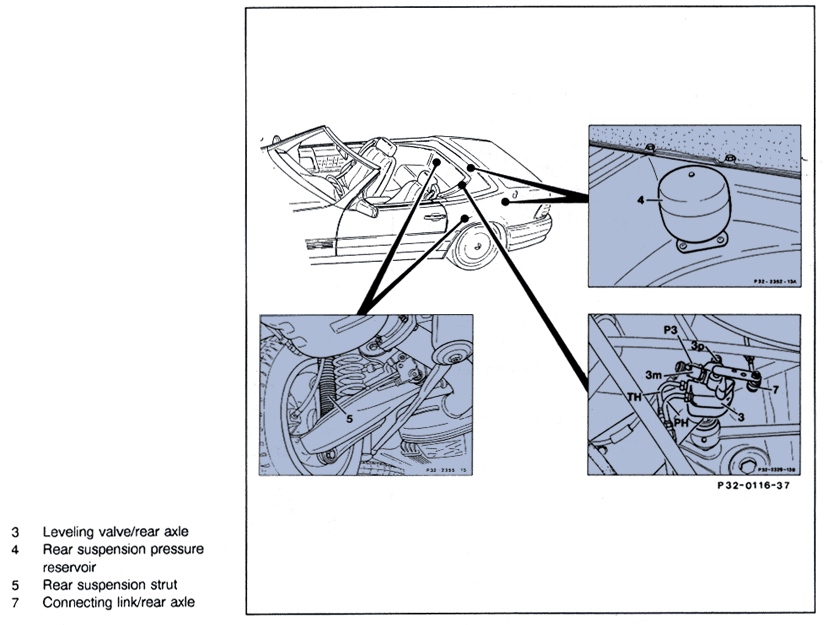 4
P32-2352-13A
P3
3p
3m
7
TH
3
PH
5
P32-2355-13
P32-2325-13B
P32-0116-37
3 Leveling valve/rear axle
4 Rear suspension pressure
reservoir
5 Rear suspension strut
7 Connecting link/rear axle